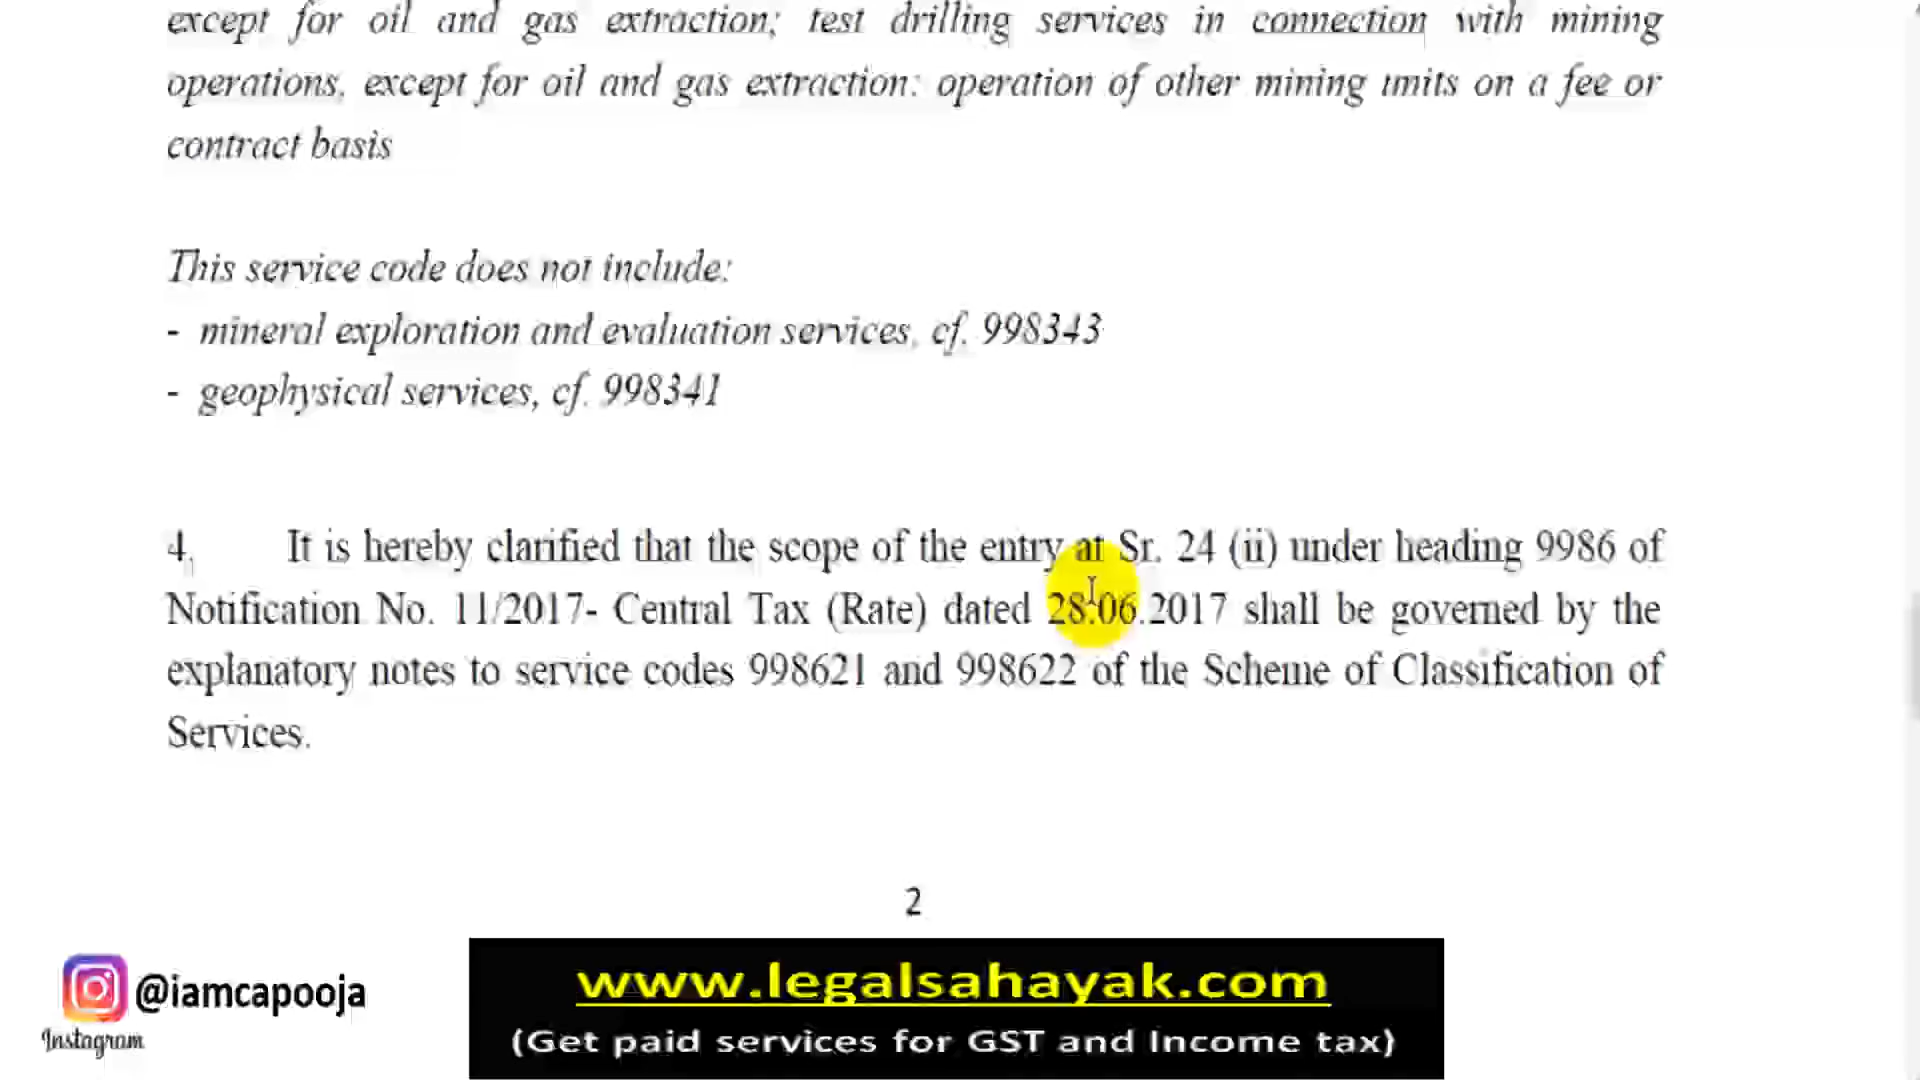 except for oil and gas extraction; test drilling services in connection with mining
operations, except for oil and gas extraction: operation of other mining units on a fee or
contract basis
This service code does not include:
- mineral exploration and evaluation services, cf. 998343
- geophysical services, cf. 998341
4. It is hereby clarified that the scope of the entry at Sr. 24 (ii) under heading 9986 of
Notification No. 11/2017- Central Tax (Rate) dated 28.06.2017 shall be governed by the
explanatory notes to service codes 998621 and 998622 of the Scheme of Classification of
Services.
2
@iamcapooja
Instagram
www.legalsahayak.com
(Get paid services for GST and Income tax)